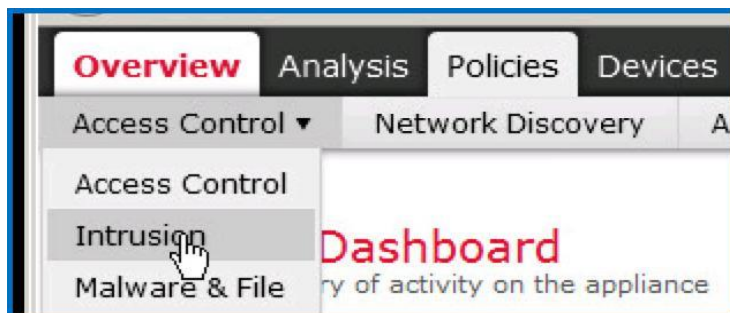 Overview Analysis Policies Devices
Access Control ▾ Network Discovery A
Access Control
Intrusion
Dashboard
Malware & File
ry of activity on the appliance